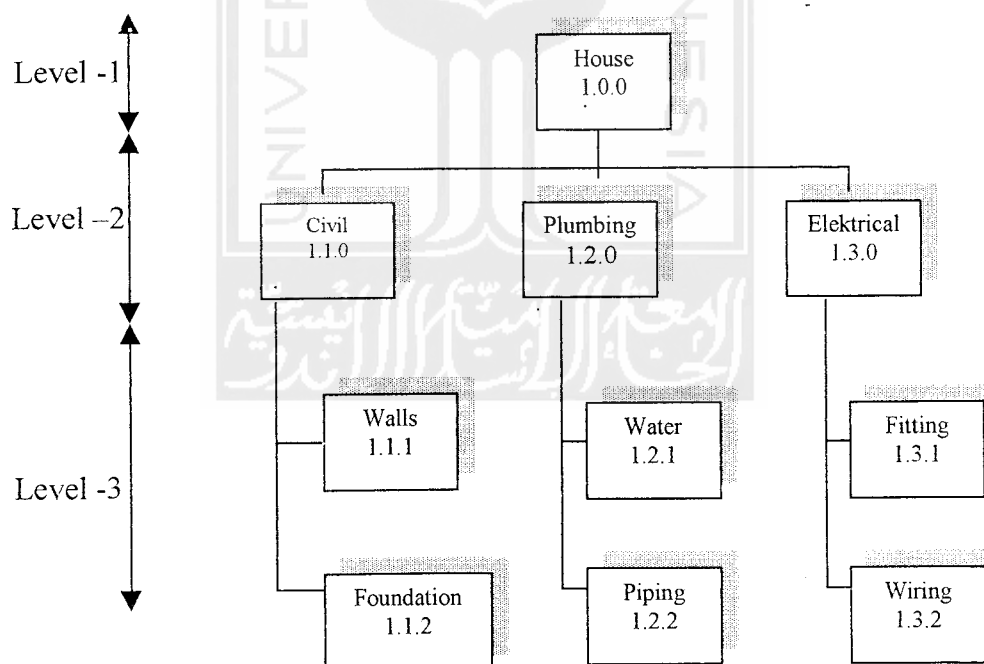 Level -1
House
1.0.0
Level –2
Civil
1.1.0
Plumbing
1.2.0
Elektrical
1.3.0
Level -3
Walls
1.1.1
Water
1.2.1
Fitting
1.3.1
Foundation
1.1.2
Piping
1.2.2
Wiring
1.3.2